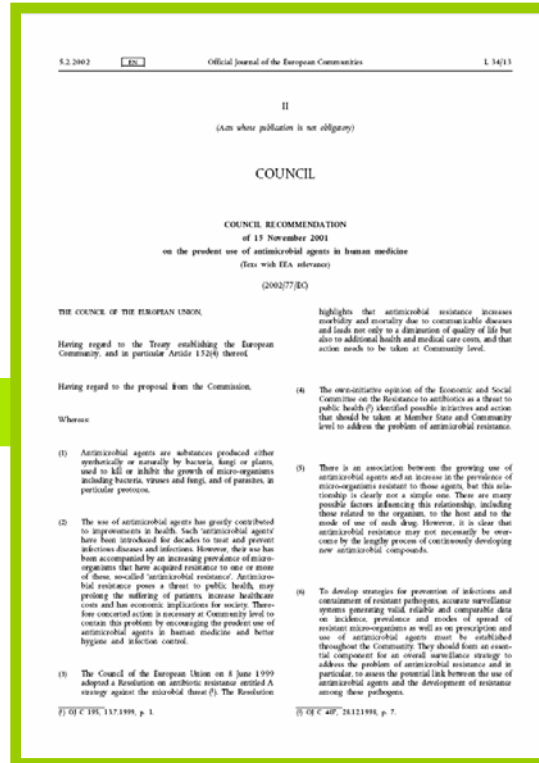 5.2.2002
EN
Official Journal of the European Communities
L 34/13
II
(Acts whose publication is not obligatory)
COUNCIL
COUNCIL RECOMMENDATION
of 15 November 2001
on the prudent use of antimicrobial agents in human medicine
(Text with EEA relevance)
(2002/77/EC)
THE COUNCIL OF THE EUROPEAN UNION,
Having regard to the Treaty establishing the European
Community, and in particular Article 152(4) thereof,
Having regard to the proposal from the Commission,
Whereas
(1) Antimicrobial agents are substances produced either
synthetically or naturally by bacteria, fungi or plants,
used to kill or inhibit the growth of micro-organisms
including bacteria, viruses and fungi, and of parasites, in
particular protozoa.
(2) The use of antimicrobial agents has greatly contributed
to improvements in health. Such 'antimicrobial agents'
have been introduced for decades to treat and prevent
infectious diseases and infections. However, their use has
been accompanied by an increasing prevalence of micro-
organisms that have acquired resistance to one or more
of these, so-called 'antimicrobial resistance'. Antimicro-
bial resistance poses a threat to public health, may
prolong the suffering of patients, increase healthcare
costs and has economic implications for society. There-
fore concerted action is necessary at Community level to
contain this problem by encouraging the prudent use of
antimicrobial agents in human medicine and better
hygiene and infection control.
(3) The Council of the European Union on 8 June 1999
adopted a Resolution on antibiotic resistance entitled A
strategy against the microbial threat (¹). The Resolution
(¹) OJ C 195, 13.7.1999, p. 1.
highlights that antimicrobial resistance increases
morbidity and mortality due to communicable diseases
and leads not only to a diminution of quality of life but
also to additional health and medical care costs, and that
action needs to be taken at Community level.
(4) The own-initiative opinion of the Economic and Social
Committee on the Resistance to antibiotics as a threat to
public health (²) identified possible initiatives and action
that should be taken at Member State and Community
level to address the problem of antimicrobial resistance.
(5) There is an association between the growing use of
antimicrobial agents and an increase in the prevalence of
micro-organisms resistant to those agents, but this rela-
tionship is clearly not a simple one. There are many
possible factors influencing this relationship, including
those related to the organism, to the host and to the
mode of use of each drug. However, it is clear that
antimicrobial resistance may not necessarily be over-
come by the lengthy process of continuously developing
new antimicrobial compounds.
(6) To develop strategies for prevention of infections and
containment of resistant pathogens, accurate surveillance
systems generating valid, reliable and comparable data
on incidence, prevalence and modes of spread of
resistant micro-organisms as well as on prescription and
use of antimicrobial agents must be established
throughout the Community. They should form an essen-
tial component for an overall surveillance strategy to
address the problem of antimicrobial resistance and in
particular, to assess the potential link between the use of
antimicrobial agents and the development of resistance
among these pathogens.
(²) OJ C 407, 28.12.1998, p. 7.